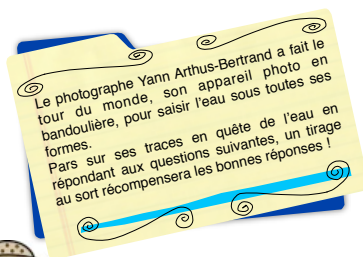 Le photographe Yann Arthus-Bertrand a fait le
tour du monde, son appareil photo en
bandoulière, pour saisir l'eau sous toutes ses
formes.
Pars sur ses traces en quête de l'eau en
répondant aux questions suivantes, un tirage
au sort récompensera les bonnes réponses !